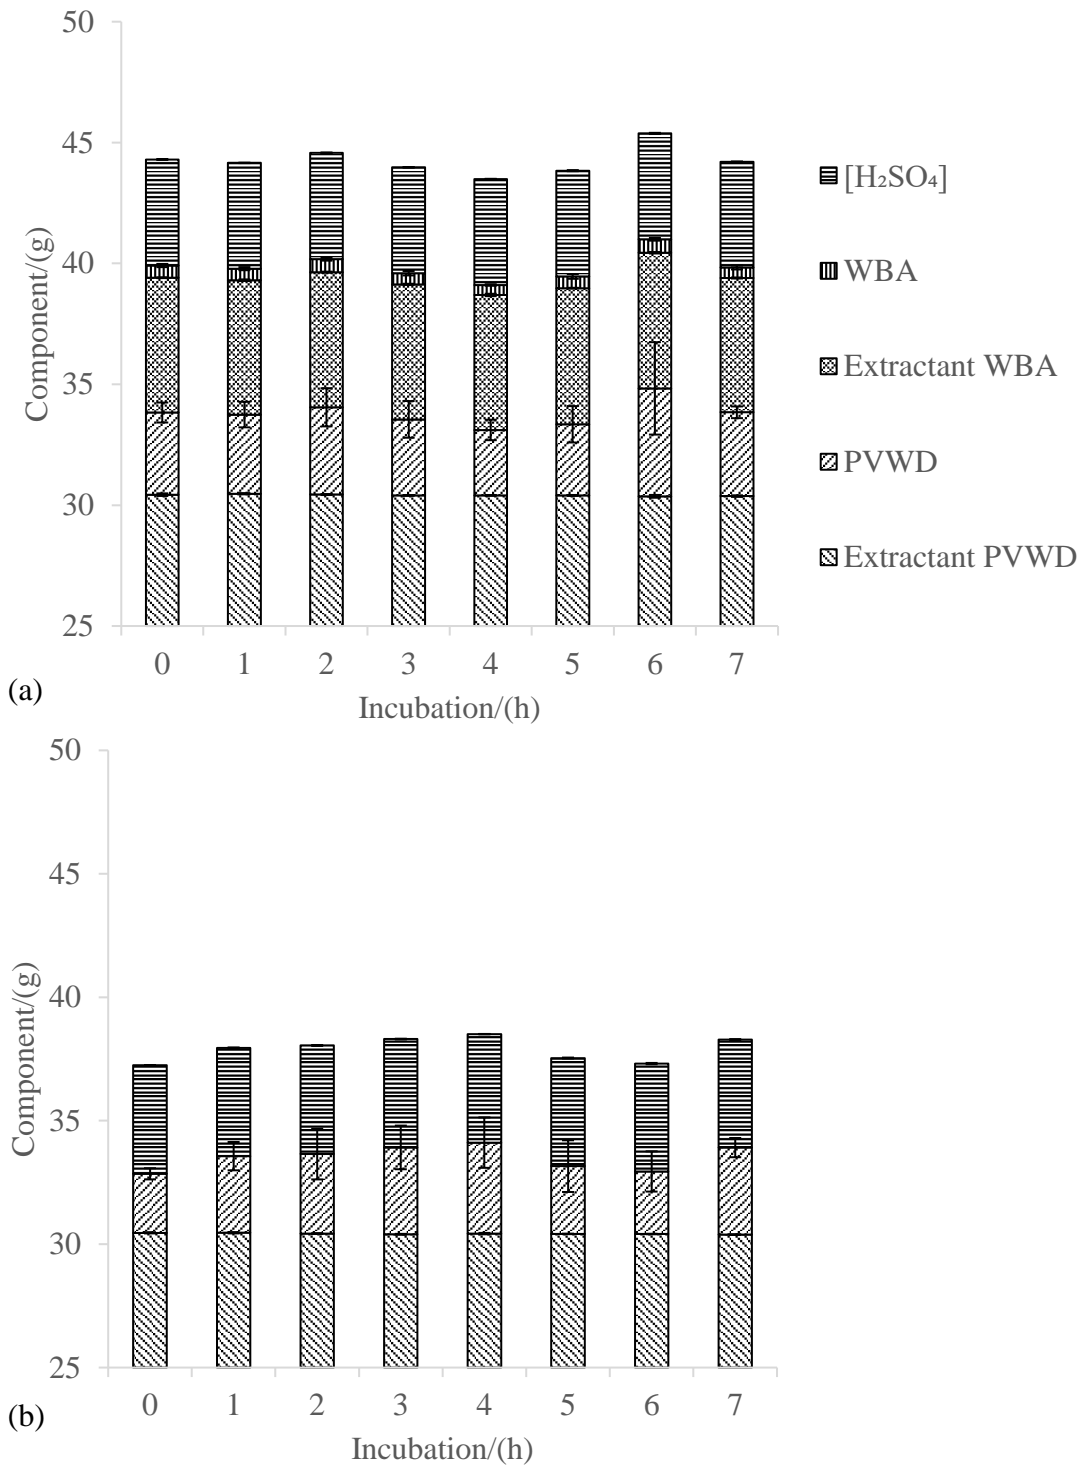 50
45
40
35
30
25
Component/(g)
0 1 2 3 4 5 6 7
Incubation/(h)
(a)
[H₂SO₄]
WBA
Extractant WBA
PVWD
Extractant PVWD
50
45
40
35
30
25
Component/(g)
0 1 2 3 4 5 6 7
Incubation/(h)
(b)